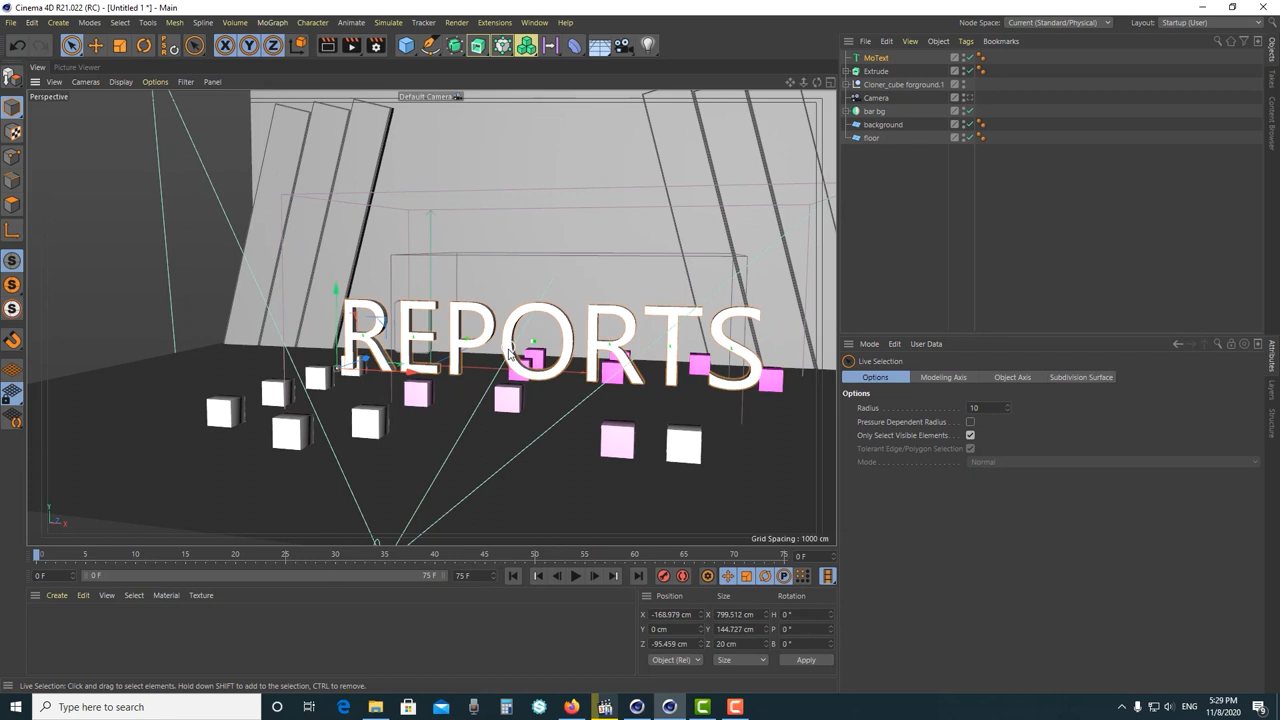 Cinema 4D R21.022 (RC) - [Untitled 1 *] - Main
File Edit Create Modes Select Tools Mesh Spline Volume MoGraph Character Animate Simulate Tracker Render Extensions Window Help
Node Space: Current (Standard/Physical) Layout: Startup (User)
X Y Z
View Picture Viewer
View Cameras Display Options Filter Panel
Perspective
Default Camera
REPORTS
Grid Spacing : 1000 cm
File Edit View Object Tags Bookmarks
MoText
Extrude
Cloner_cube forground.1
Camera
bar bg
background
floor
Objects
Takes
Content Browser
Mode Edit User Data
Live Selection
Options Modeling Axis Object Axis Subdivision Surface
Options
Radius 10
Pressure Dependent Radius
Only Select Visible Elements
Tolerant Edge/Polygon Selection
Mode Normal
Attributes
Layers
Structure
0 5 10 15 20 25 30 35 40 45 50 55 60 65 70 75 0 F
0 F 0 F 75 F 75 F
Create Edit View Select Material Texture
Position Size Rotation
X -168.979 cm X 799.512 cm H 0 °
Y 0 cm Y 144.727 cm P 0 °
Z -95.459 cm Z 20 cm B 0 °
Object (Rel) Size Apply
Live Selection: Click and drag to select elements. Hold down SHIFT to add to the selection, CTRL to remove.
Type here to search
ENG
5:29 PM
11/8/2020